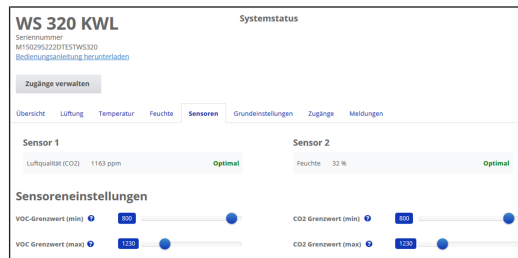 WS 320 KWL
Systemstatus
Seriennummer
M150295222DTESTWS320
Bedienungsanleitung herunterladen
Zugänge verwalten
Übersicht Lüftung Temperatur Feuchte Sensoren Grundeinstellungen Zugänge Meldungen
Sensor 1 Sensor 2
Luftqualität (CO2) 1163 ppm Optimal Feuchte 32 % Optimal
Sensoreneinstellungen
VOC-Grenzwert (min) ? 800 CO2 Grenzwert (min) ? 800
VOC Grenzwert (max) ? 1230 CO2 Grenzwert (max) ? 1230